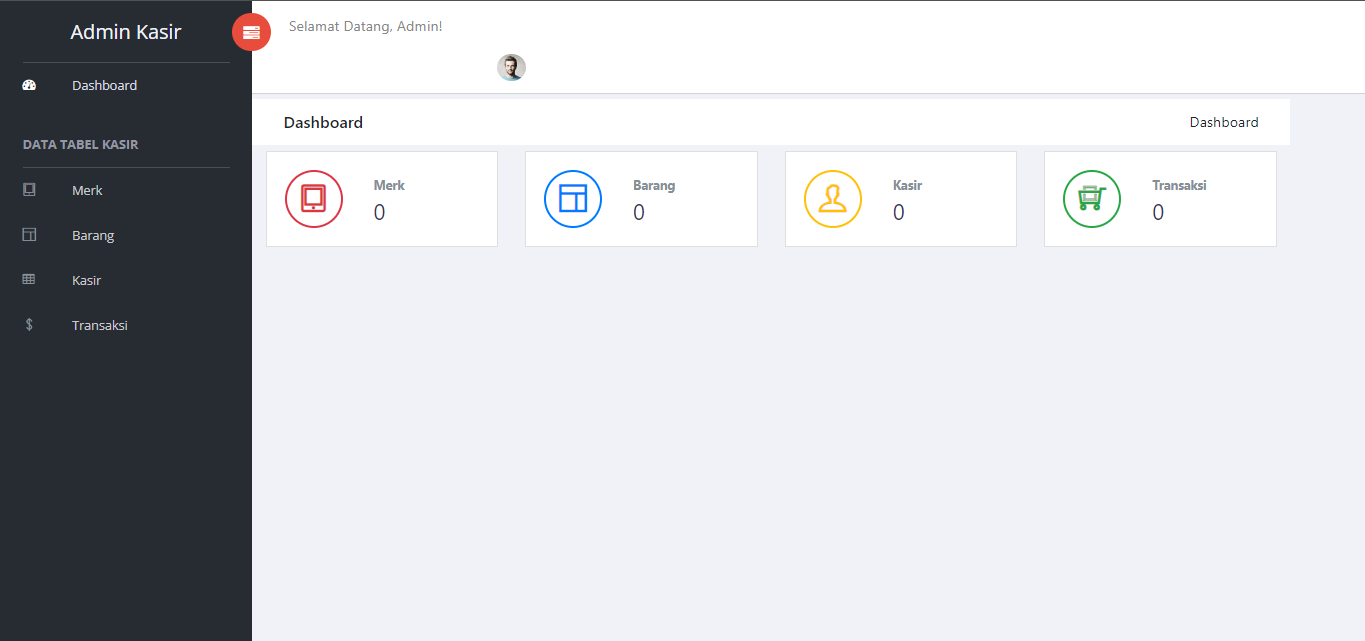 Admin Kasir
Selamat Datang, Admin!
Dashboard
DATA TABEL KASIR
Merk
Barang
Kasir
Transaksi
Dashboard
Dashboard
Merk
0
Barang
0
Kasir
0
Transaksi
0